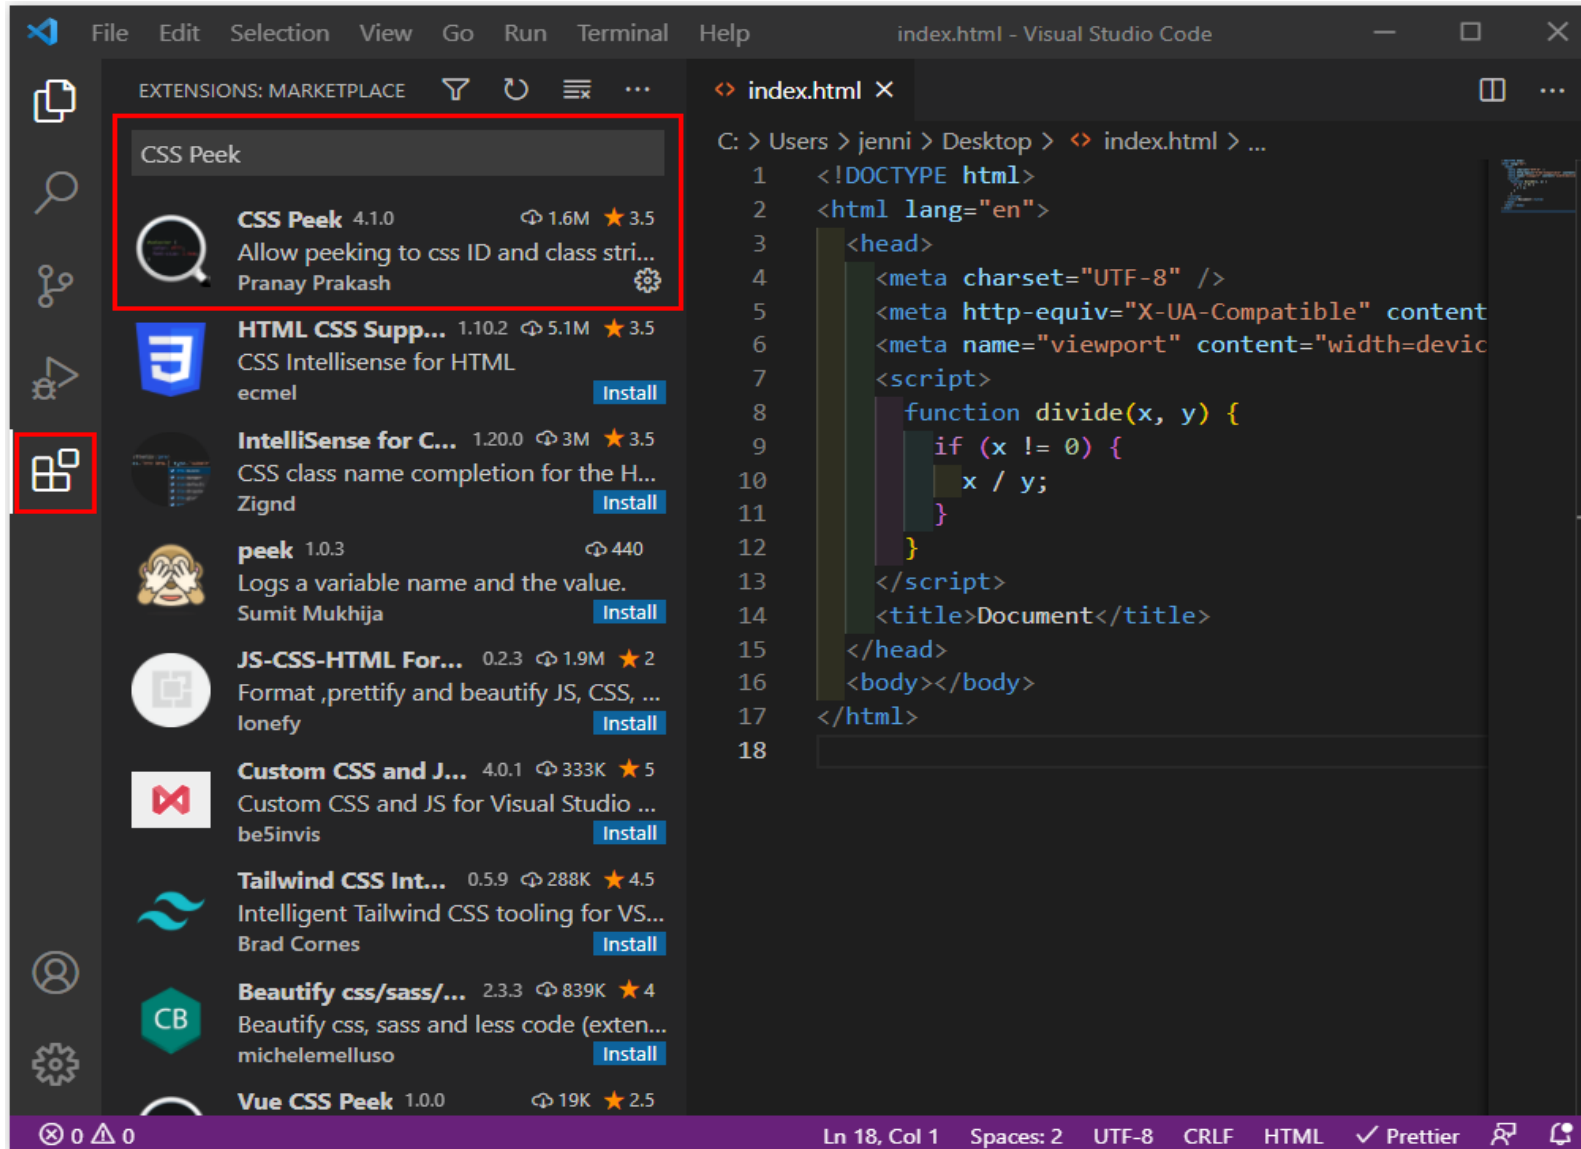 File Edit Selection View Go Run Terminal Help index.html - Visual Studio Code
EXTENSIONS: MARKETPLACE
CSS Peek
CSS Peek 4.1.0 1.6M 3.5
Allow peeking to css ID and class stri...
Pranay Prakash
HTML CSS Supp... 1.10.2 5.1M 3.5
CSS Intellisense for HTML
ecmel Install
IntelliSense for C... 1.20.0 3M 3.5
CSS class name completion for the H...
Zignd Install
peek 1.0.3 440
Logs a variable name and the value.
Sumit Mukhija Install
JS-CSS-HTML For... 0.2.3 1.9M 2
Format ,prettify and beautify JS, CSS, ...
lonefy Install
Custom CSS and J... 4.0.1 333K 5
Custom CSS and JS for Visual Studio ...
be5invis Install
Tailwind CSS Int... 0.5.9 288K 4.5
Intelligent Tailwind CSS tooling for VS...
Brad Cornes Install
CB
Beautify css/sass/... 2.3.3 839K 4
Beautify css, sass and less code (exten...
michelemelluso Install
Vue CSS Peek 1.0.0 19K 2.5
index.html
C: > Users > jenni > Desktop > <> index.html > ...
1 <!DOCTYPE html>
2 <html lang="en">
3 <head>
4 <meta charset="UTF-8" />
5 <meta http-equiv="X-UA-Compatible" content
6 <meta name="viewport" content="width=devic
7 <script>
8 function divide(x, y) {
9 if (x != 0) {
10 x / y;
11 }
12 }
13 </script>
14 <title>Document</title>
15 </head>
16 <body></body>
17 </html>
18
0 0 Ln 18, Col 1 Spaces: 2 UTF-8 CRLF HTML Prettier